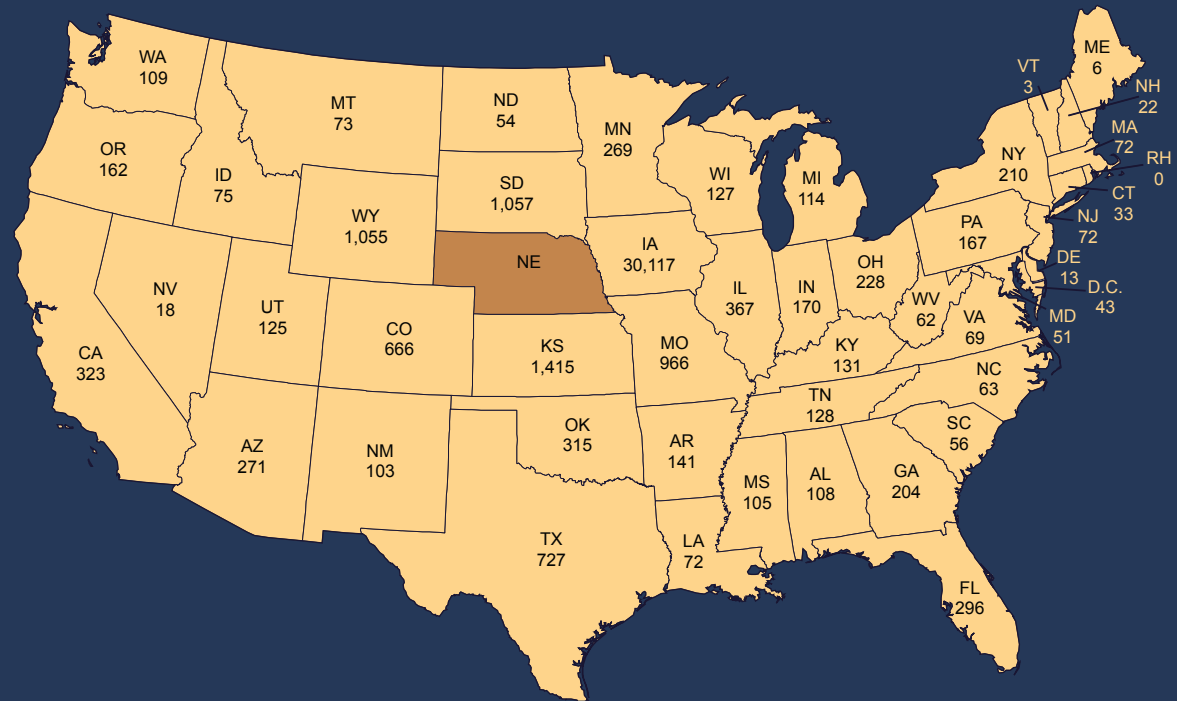 WA
109
OR
162
CA
323
NV
18
ID
75
MT
73
WY
1,055
UT
125
CO
666
AZ
271
NM
103
ND
54
SD
1,057
NE
KS
1,415
OK
315
TX
727
MN
269
IA
30,117
MO
966
AR
141
LA
72
WI
127
IL
367
MI
114
IN
170
OH
228
KY
131
TN
128
MS
105
AL
108
GA
204
FL
296
SC
56
NC
63
VA
69
WV
62
PA
167
NY
210
VT
3
ME
6
NH
22
MA
72
RH
0
CT
33
NJ
72
DE
13
D.C.
43
MD
51